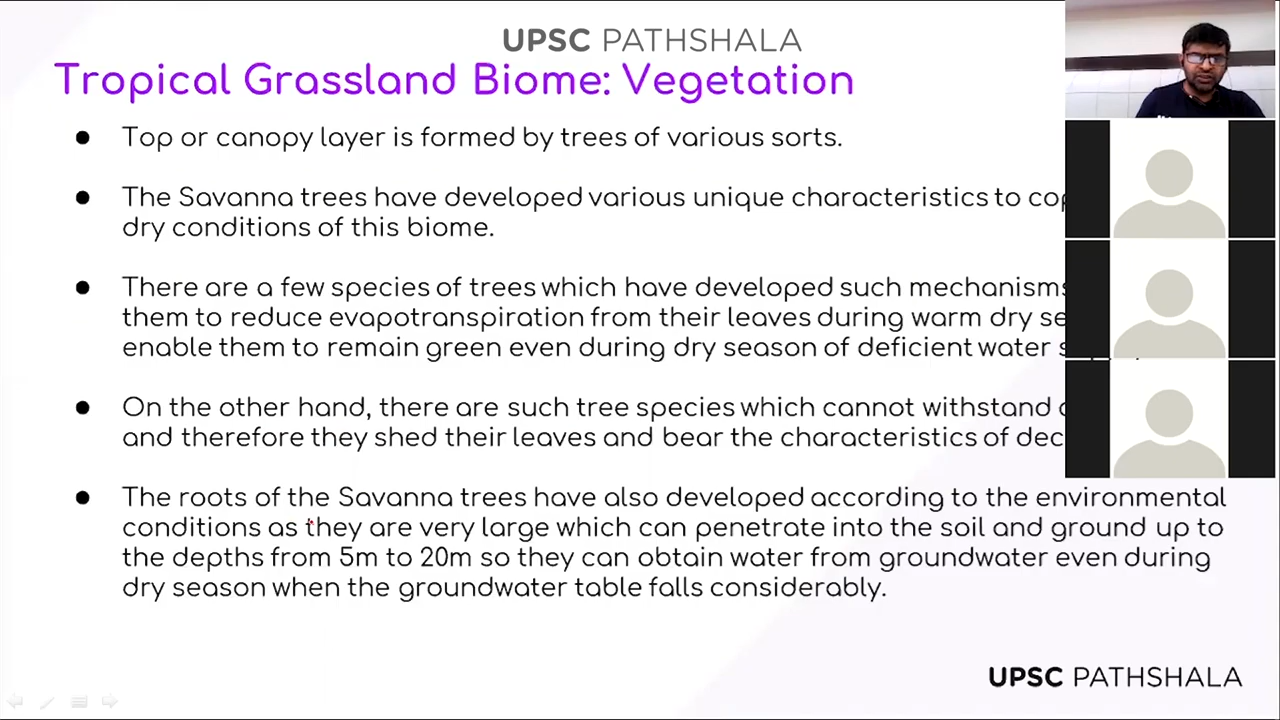 UPSC PATHSHALA
Tropical Grassland Biome: Vegetation
● Top or canopy layer is formed by trees of various sorts.
● The Savanna trees have developed various unique characteristics to
dry conditions of this biome.
● There are a few species of trees which have developed such mechanisms
them to reduce evapotranspiration from their leaves during warm dry
enable them to remain green even during dry season of deficient water
● On the other hand, there are such tree species which cannot withstand
and therefore they shed their leaves and bear the characteristics of
● The roots of the Savanna trees have also developed according to the environmental
conditions as they are very large which can penetrate into the soil and ground up to
the depths from 5m to 20m so they can obtain water from groundwater even during
dry season when the groundwater table falls considerably.
UPSC PATHSHALA